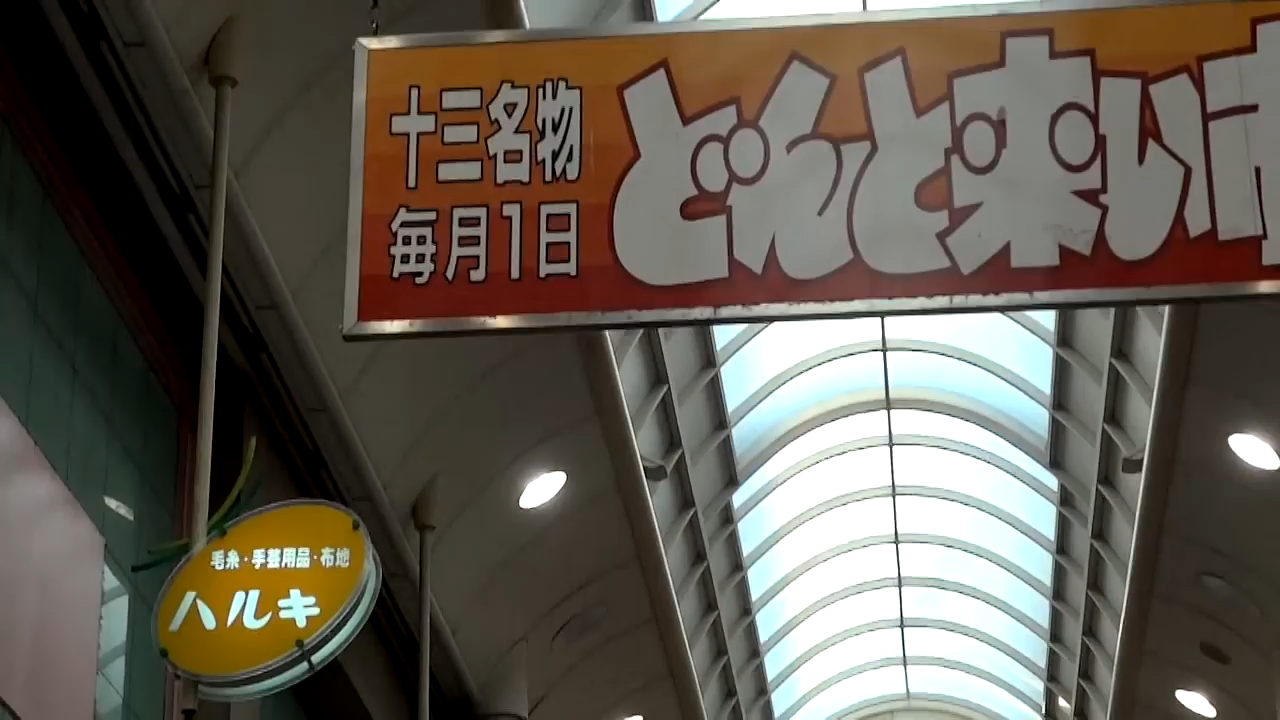 十三名物
毎月1日
どんと来い市
毛糸・手芸用品・布地
ハルキ